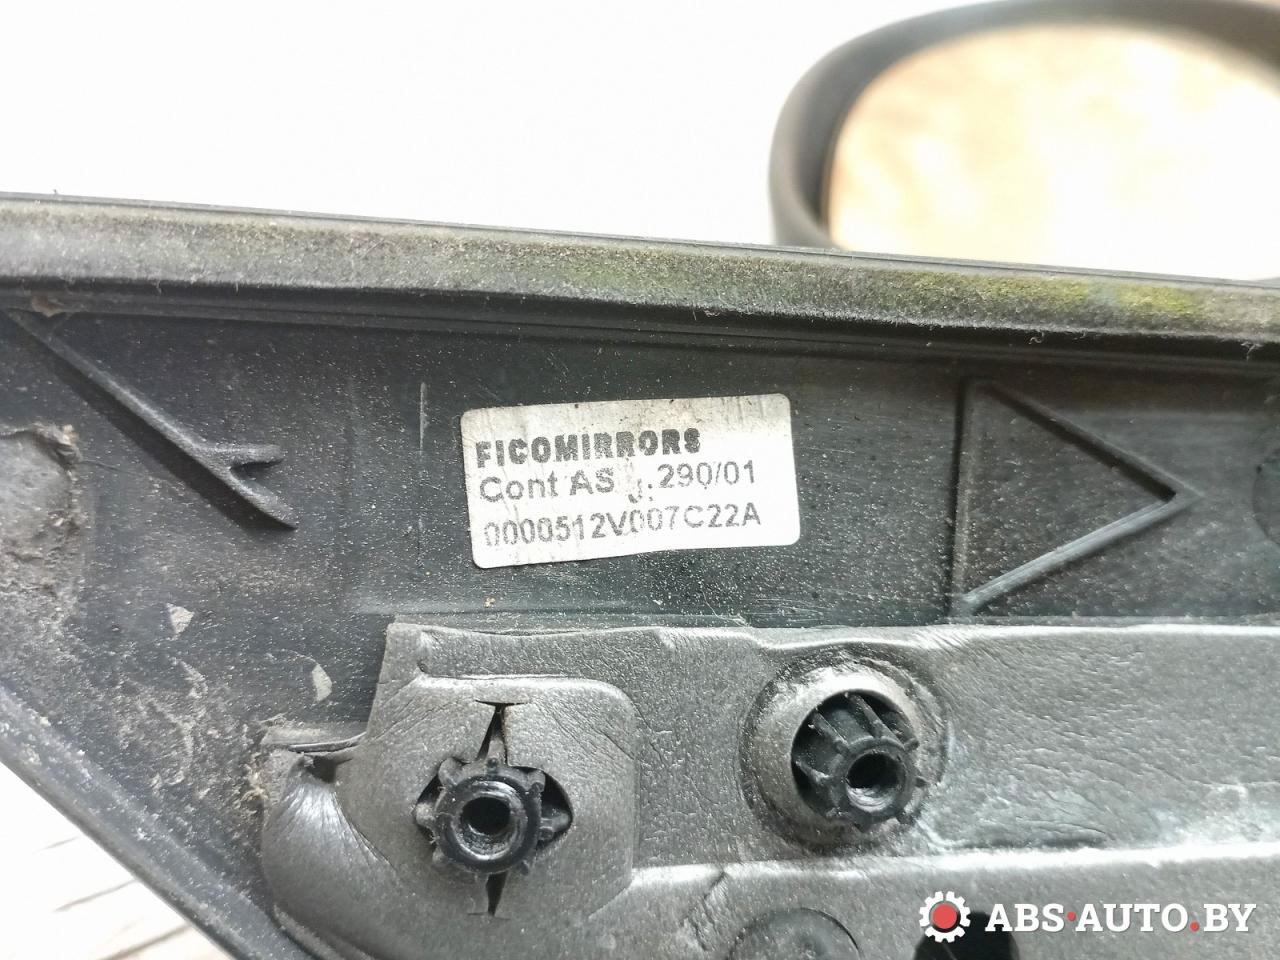 FICOMIRRORS
Cont AS .290/01
0000512V007C22A
ABS·AUTO.BY